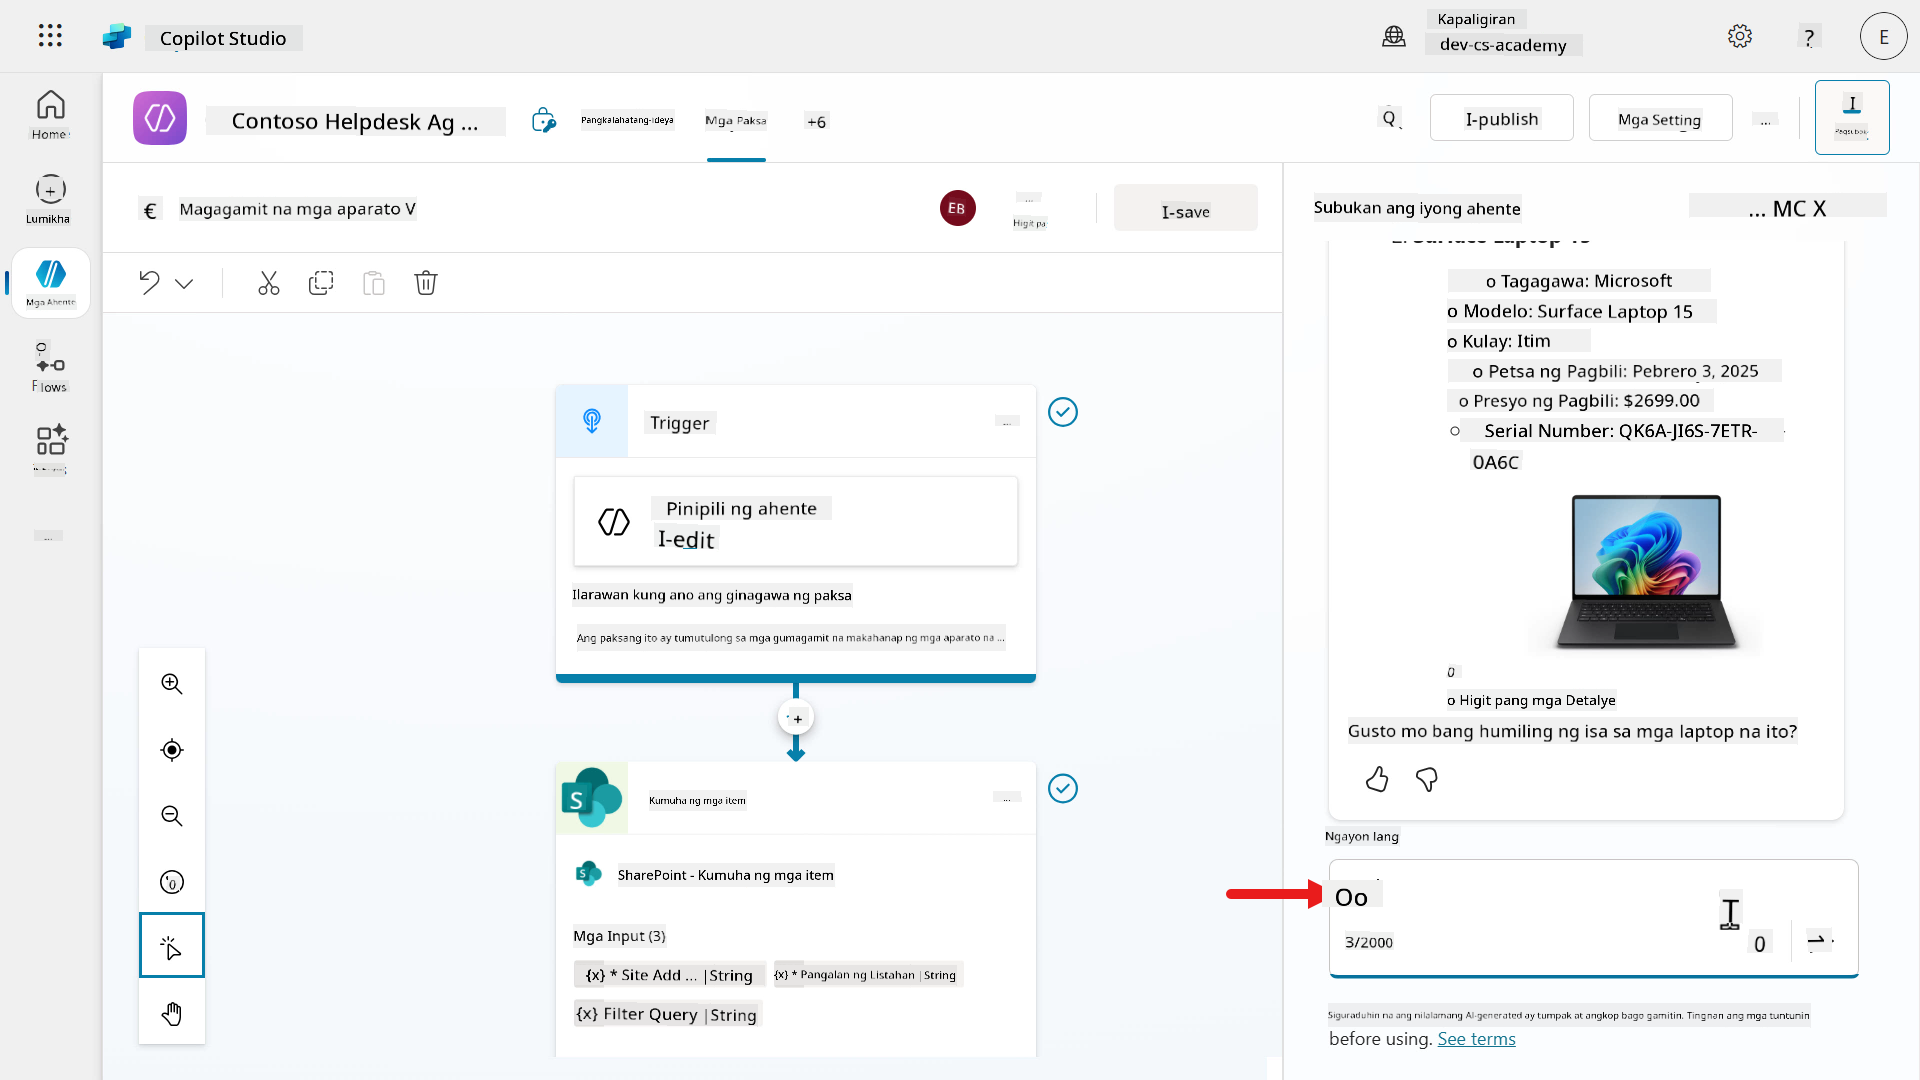 Copilot Studio
Kapaligiran
dev-cs-academy
?
E
Home
Lumikha
Mga Ahente
Flows
...
Contoso Helpdesk Ag ...
Pangkalahatang-ideya
Mga Paksa
+6
I-publish
Mga Setting
...
Magagamit na mga aparato V
EB
...
Higit pa
I-save
Subukan ang iyong ahente
... MC X
o Tagagawa: Microsoft
o Modelo: Surface Laptop 15
o Kulay: Itim
o Petsa ng Pagbili: Pebrero 3, 2025
o Presyo ng Pagbili: $2699.00
o Serial Number: QK6A-JI6S-7ETR-
0A6C
o Higit pang mga Detalye
Gusto mo bang humiling ng isa sa mga laptop na ito?
Ngayon lang
Oo
3/2000
0
Siguraduhin na ang nilalamang AI-generated ay tumpak at angkop bago gamitin. Tingnan ang mga tuntunin
before using. See terms
Trigger
...
Pinipili ng ahente
I-edit
Ilarawan kung ano ang ginagawa ng paksa
Ang paksang ito ay tumutulong sa mga gumagamit na makahanap ng mga aparato na ...
Kumuha ng mga item
...
SharePoint - Kumuha ng mga item
Mga Input (3)
{x} * Site Add ... |String
{x} * Pangalan ng Listahan |String
{x} Filter Query |String